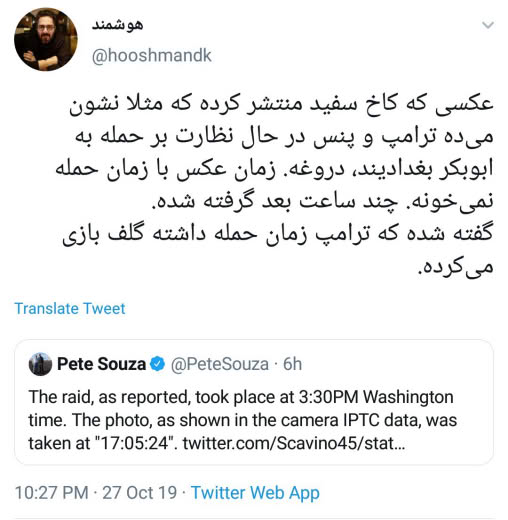 هوشمند
@hooshmandk
عکسی که کاخ سفید منتشر کرده که مثلا نشون
می‌ده ترامپ و پنس در حال نظارت بر حمله به
ابوبکر بغدادیند، دروغه. زمان عکس با زمان حمله
نمی‌خونه. چند ساعت بعد گرفته شده.
گفته شده که ترامپ زمان حمله داشته گلف بازی
می‌کرده.
Translate Tweet
Pete Souza @PeteSouza · 6h
The raid, as reported, took place at 3:30PM Washington
time. The photo, as shown in the camera IPTC data, was
taken at "17:05:24". twitter.com/Scavino45/stat...
10:27 PM · 27 Oct 19 · Twitter Web App